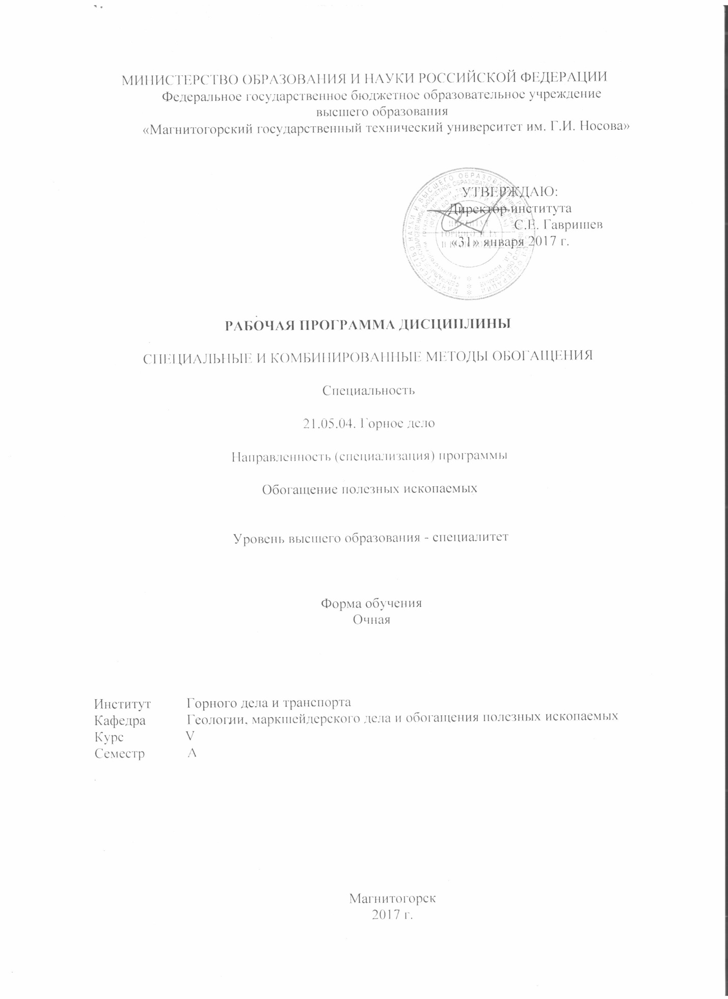 МИНИСТЕРСТВО ОБРАЗОВАНИЯ И НАУКИ РОССИЙСКОЙ ФЕДЕРАЦИИ
Федеральное государственное бюджетное образовательное учреждение
высшего образования
«Магнитогорский государственный технический университет им. Г.И. Носова»
УТВЕРЖДАЮ:
Директор института
С.Е. Гавришев
«31» января 2017 г.
РАБОЧАЯ ПРОГРАММА ДИСЦИПЛИНЫ
СПЕЦИАЛЬНЫЕ И КОМБИНИРОВАННЫЕ МЕТОДЫ ОБОГАЩЕНИЯ
Специальность
21.05.04. Горное дело
Направленность (специализация) программы
Обогащение полезных ископаемых
Уровень высшего образования - специалитет
Форма обучения
Очная
Институт Горного дела и транспорта
Кафедра Геологии, маркшейдерского дела и обогащения полезных ископаемых
Курс V
Семестр А
Магнитогорск
2017 г.